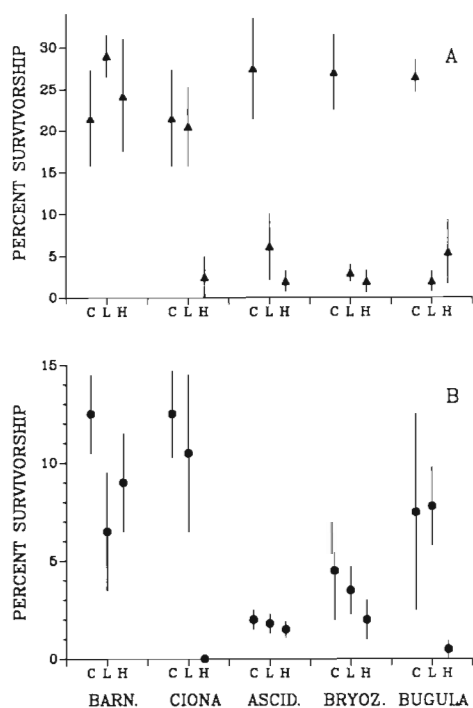 A
PERCENT SURVIVORSHIP
30
25
20
15
10
5
0
C L H C L H C L H C L H C L H
B
PERCENT SURVIVORSHIP
15
10
5
0
C L H C L H C L H C L H C L H
BARN. CIONA ASCID. BRYOZ. BUGULA